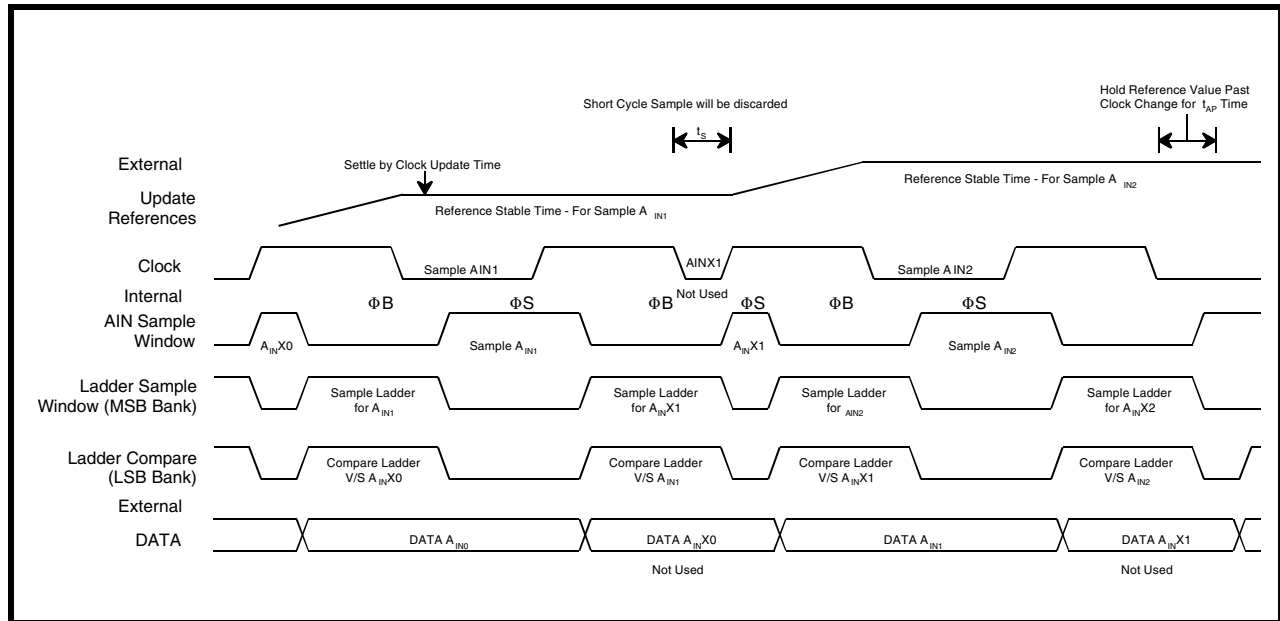 Short Cycle Sample will be discarded
Hold Reference Value Past
Clock Change for tAP Time
tS
External
Settle by Clock Update Time
Update
References
Reference Stable Time - For Sample A IN1
Reference Stable Time - For Sample A IN2
Clock
Sample AIN1
AINX1
Sample AIN2
Internal
Not Used
ΦB
ΦS
ΦB
ΦS
ΦB
ΦS
AIN Sample
Window
AINX0
Sample AIN1
AINX1
Sample AIN2
Ladder Sample
Window (MSB Bank)
Sample Ladder
for AIN1
Sample Ladder
for AINX1
Sample Ladder
for AIN2
Sample Ladder
for AINX2
Ladder Compare
(LSB Bank)
Compare Ladder
V/S AINX0
Compare Ladder
V/S AIN1
Compare Ladder
V/S AINX1
Compare Ladder
V/S AIN2
External
DATA
DATA AIN0
DATA AINX0
DATA AIN1
DATA AINX1
Not Used
Not Used